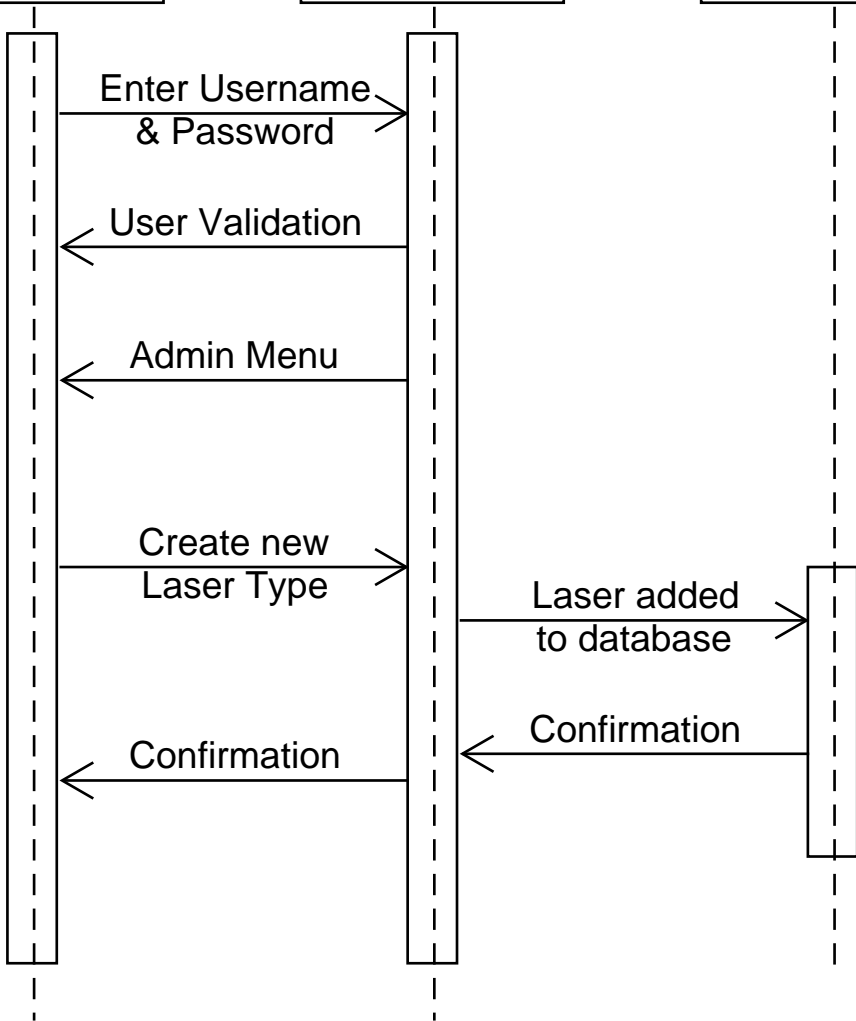 Enter Username
& Password
User Validation
Admin Menu
Create new
Laser Type
Laser added
to database
Confirmation
Confirmation